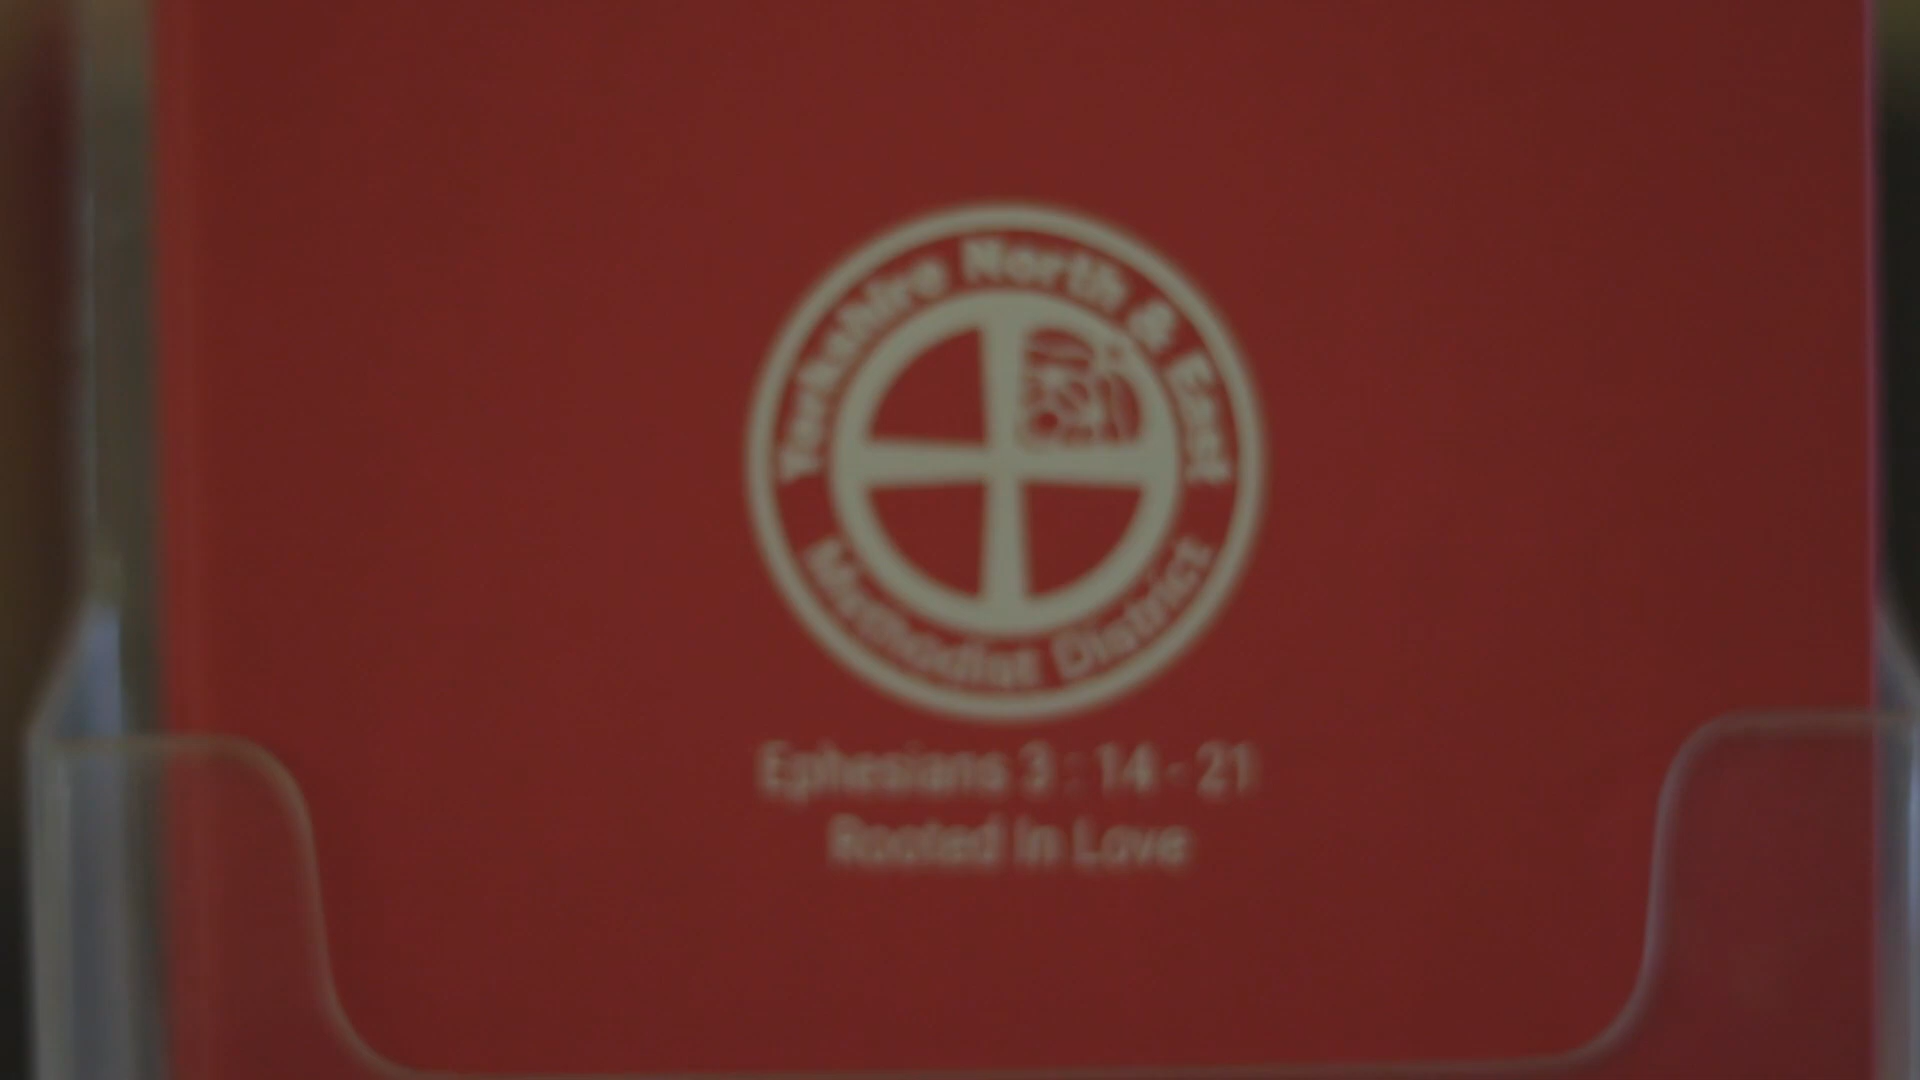 Yorkshire North & East
Methodist District
Ephesians 3 : 14 - 21
Rooted in Love